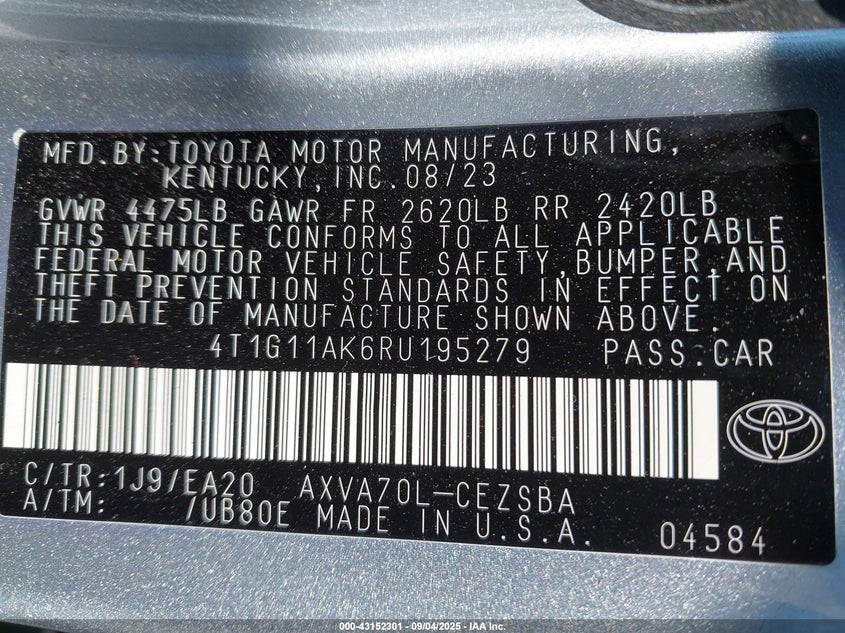 MFD.BY:TOYOTA MOTOR MANUFACTURING,
KENTUCKY,INC.08/23
GVWR 4475LB GAWR FR 2620LB RR 2420LB
THIS VEHICLE CONFORMS TO ALL APPLICABLE
FEDERAL MOTOR VEHICLE SAFETY,BUMPER,AND
THEFT PREVENTION STANDARDS IN EFFECT ON
THE DATE OF MANUFACTURE SHOWN ABOVE.
4T1G11AK6RU195279 PASS.CAR
C/TR:1J9/EA20 AXVA70L-CEZSBA
A/TM: /UB80E MADE IN U.S.A. 04584
000-43152301 - 09/04/2025 - IAA Inc.